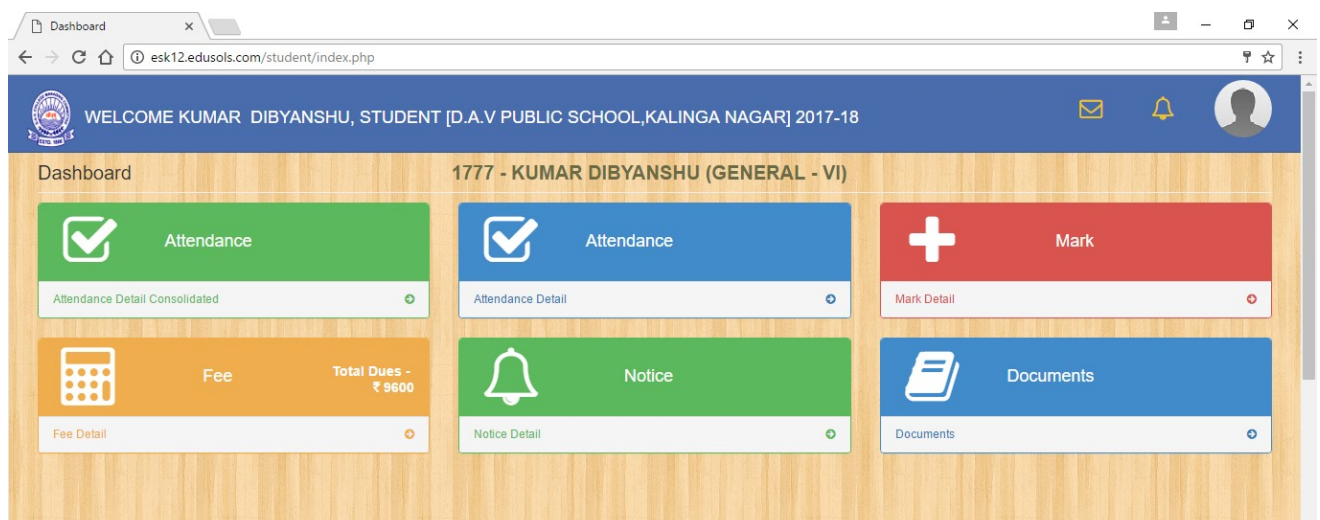 Dashboard
esk12.edusols.com/student/index.php
WELCOME KUMAR DIBYANSHU, STUDENT [D.A.V PUBLIC SCHOOL,KALINGA NAGAR] 2017-18
Dashboard
1777 - KUMAR DIBYANSHU (GENERAL - VI)
Attendance
Attendance Detail Consolidated
Attendance
Attendance Detail
Mark
Mark Detail
Fee
Total Dues -
₹ 9600
Fee Detail
Notice
Notice Detail
Documents
Documents